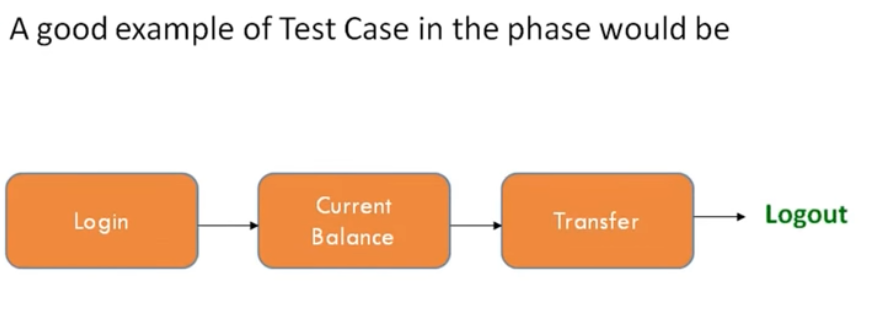 A good example of Test Case in the phase would be
Login
Current
Balance
Transfer
Logout